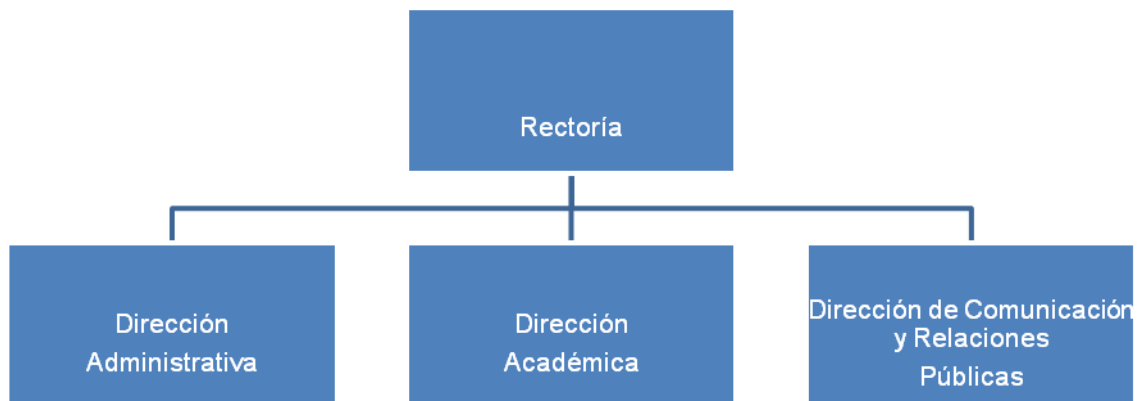 Rectoría
Dirección
Administrativa
Dirección
Académica
Dirección de Comunicación
y Relaciones
Públicas